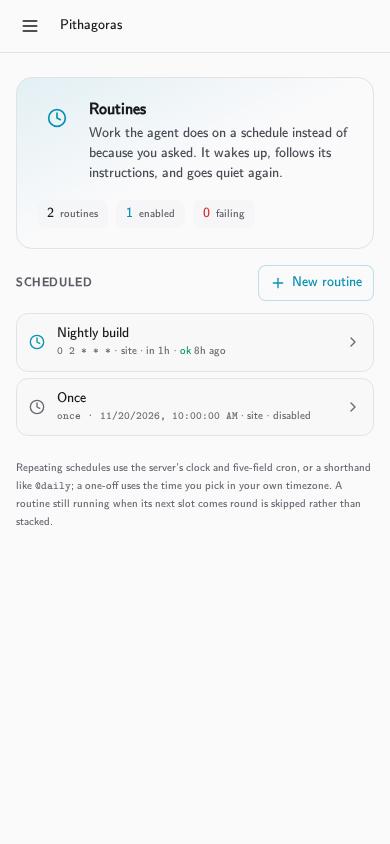 Pithagoras
Routines
Work the agent does on a schedule instead of
because you asked. It wakes up, follows its
instructions, and goes quiet again.
2 routines
1 enabled
0 failing
SCHEDULED
New routine
Nightly build
0 2 * * * · site · in 1h · ok 8h ago
Once
once · 11/20/2026, 10:00:00 AM · site · disabled
Repeating schedules use the server's clock and five-field cron, or a shorthand
like @daily; a one-off uses the time you pick in your own timezone. A
routine still running when its next slot comes round is skipped rather than
stacked.